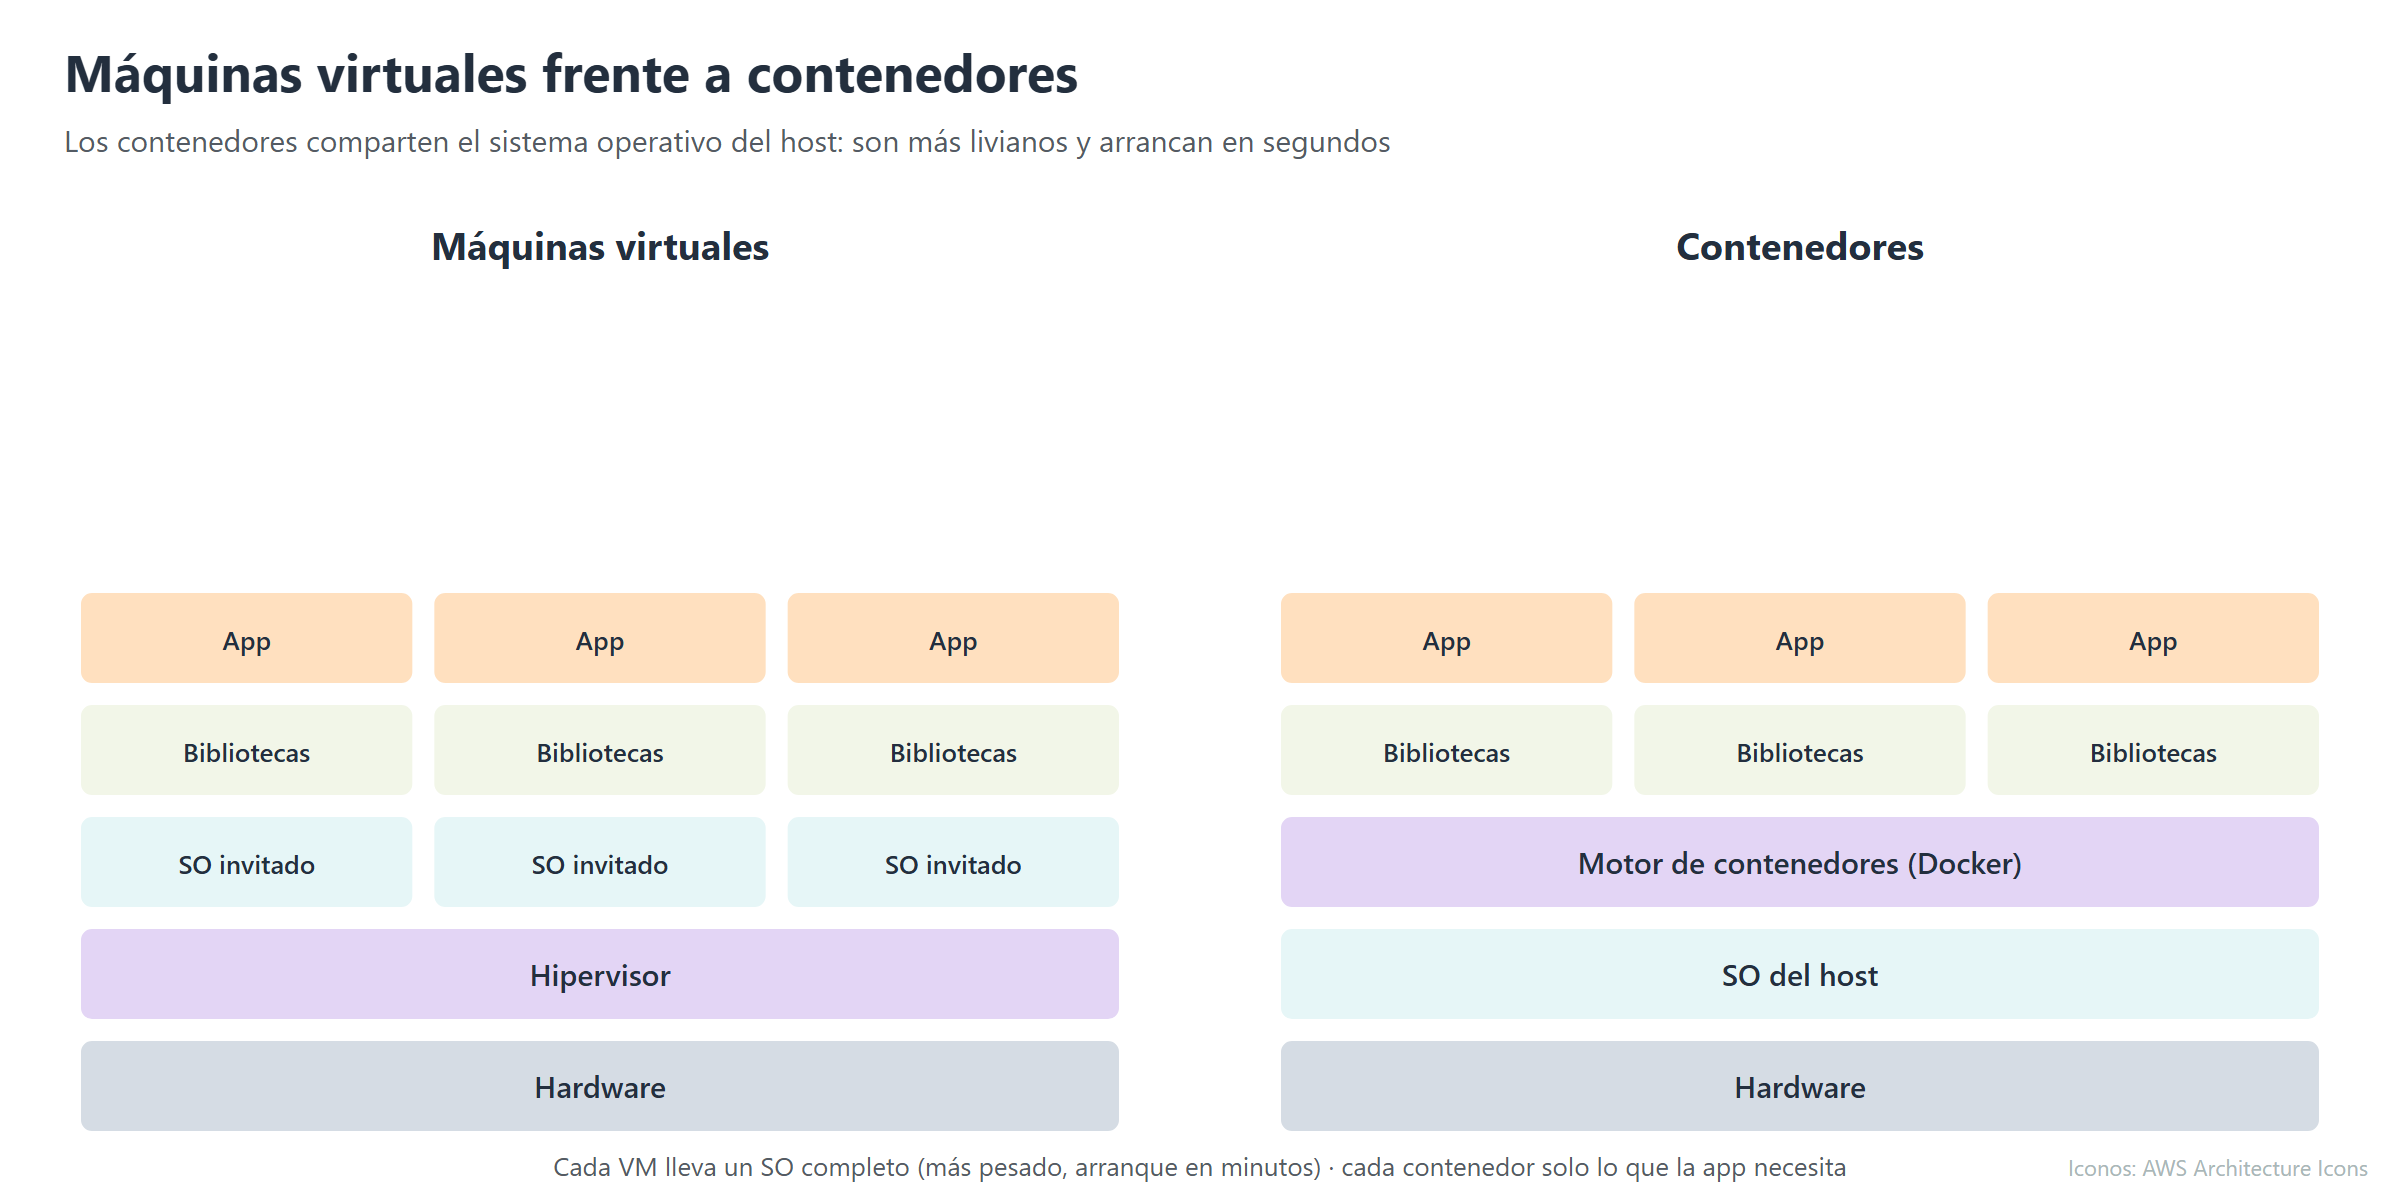 Máquinas virtuales frente a contenedores
Los contenedores comparten el sistema operativo del host: son más livianos y arrancan en segundos
Máquinas virtuales
App App App
Bibliotecas Bibliotecas Bibliotecas
SO invitado SO invitado SO invitado
Hipervisor
Hardware
Contenedores
App App App
Bibliotecas Bibliotecas Bibliotecas
Motor de contenedores (Docker)
SO del host
Hardware
Cada VM lleva un SO completo (más pesado, arranque en minutos) · cada contenedor solo lo que la app necesita
Iconos: AWS Architecture Icons